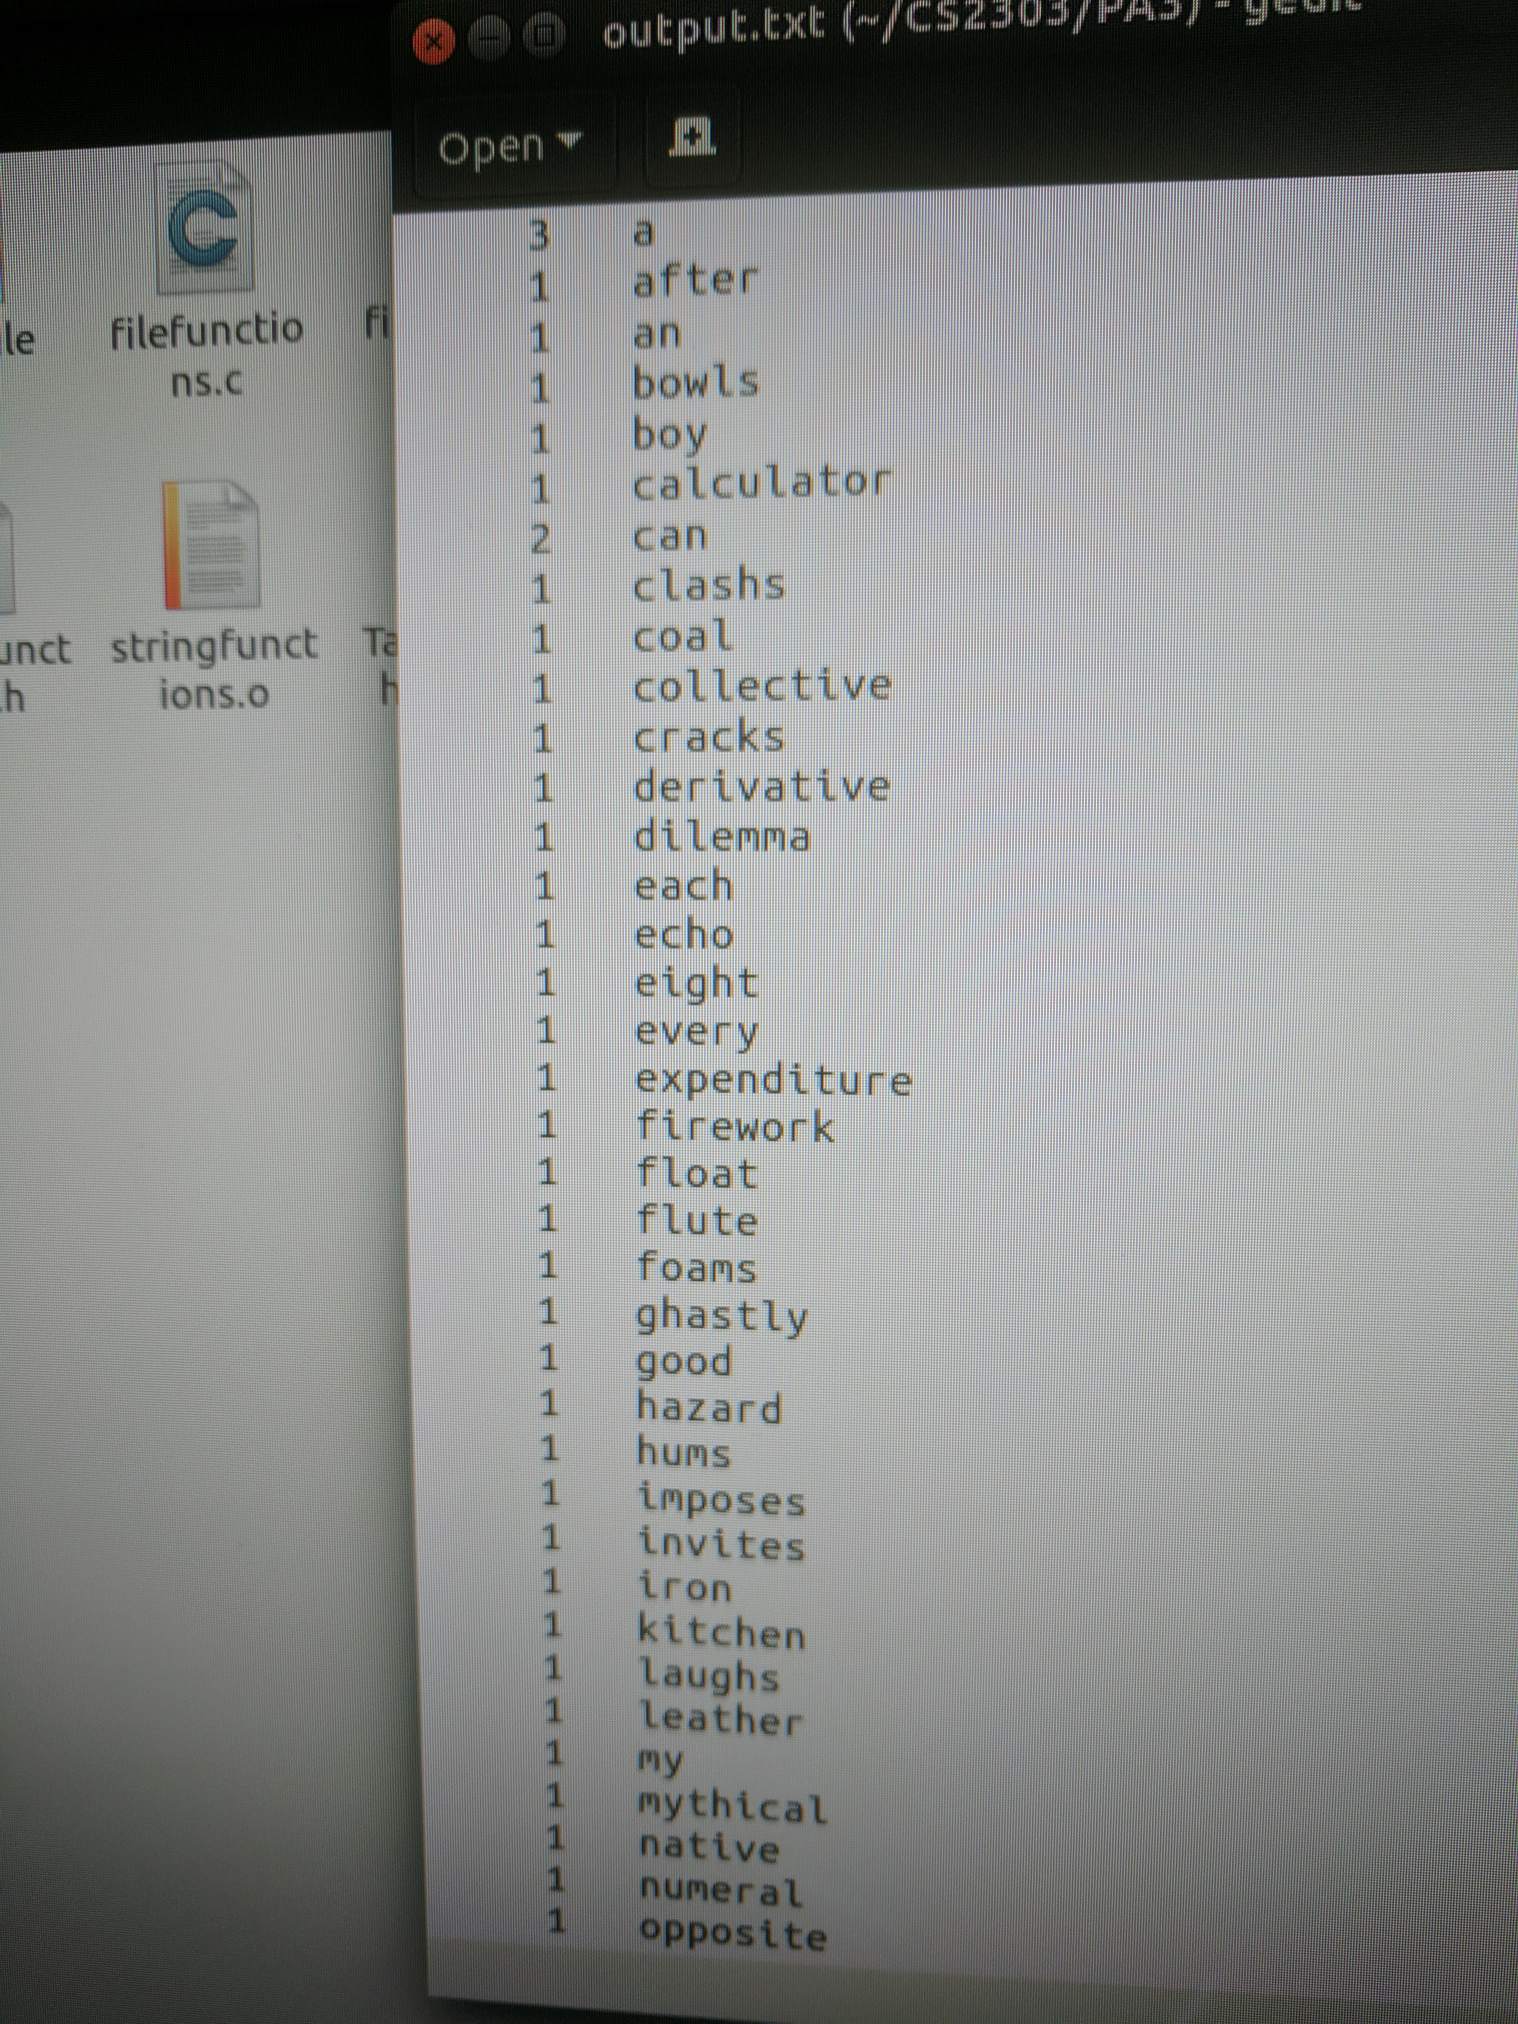 output.txt (~/CS2303/PA3) - gedit
Open
le
filefunctio
ns.c
fi
unct
.h
stringfunct
ions.o
Ta
h
3 a
1 after
1 an
1 bowls
1 boy
1 calculator
2 can
1 clashs
1 coal
1 collective
1 cracks
1 derivative
1 dilemma
1 each
1 echo
1 eight
1 every
1 expenditure
1 firework
1 float
1 flute
1 foams
1 ghastly
1 good
1 hazard
1 hums
1 imposes
1 invites
1 iron
1 kitchen
1 laughs
1 leather
1 my
1 mythical
1 native
1 numeral
1 opposite